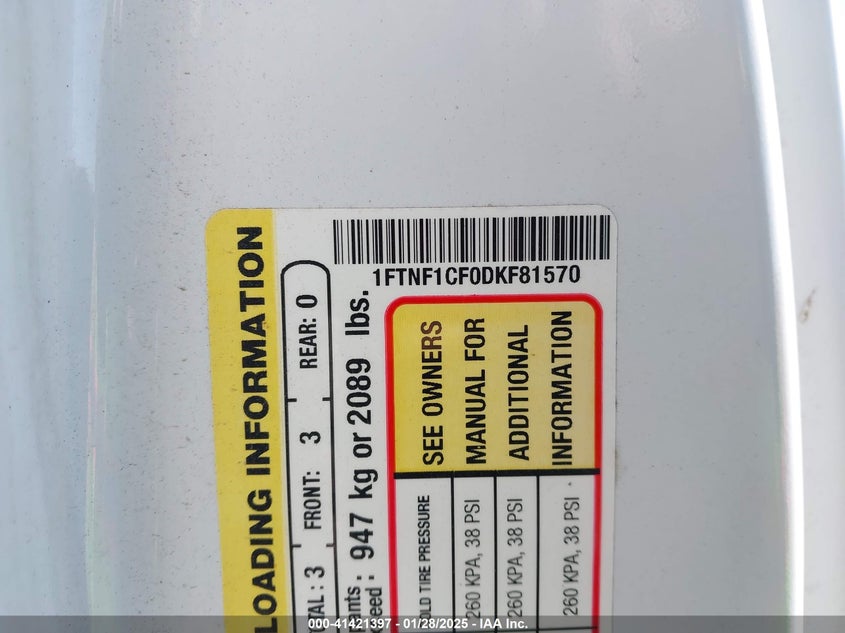 1FTNF1CF0DKF81570
LOADING INFORMATION
TOTAL : 3 FRONT: 3 REAR: 0
947 kg or 2089 lbs.
COLD TIRE PRESSURE
260 KPA, 38 PSI
260 KPA, 38 PSI
260 KPA, 38 PSI
SEE OWNERS
MANUAL FOR
ADDITIONAL
INFORMATION
000-41421397 - 01/28/2025 - IAA Inc.